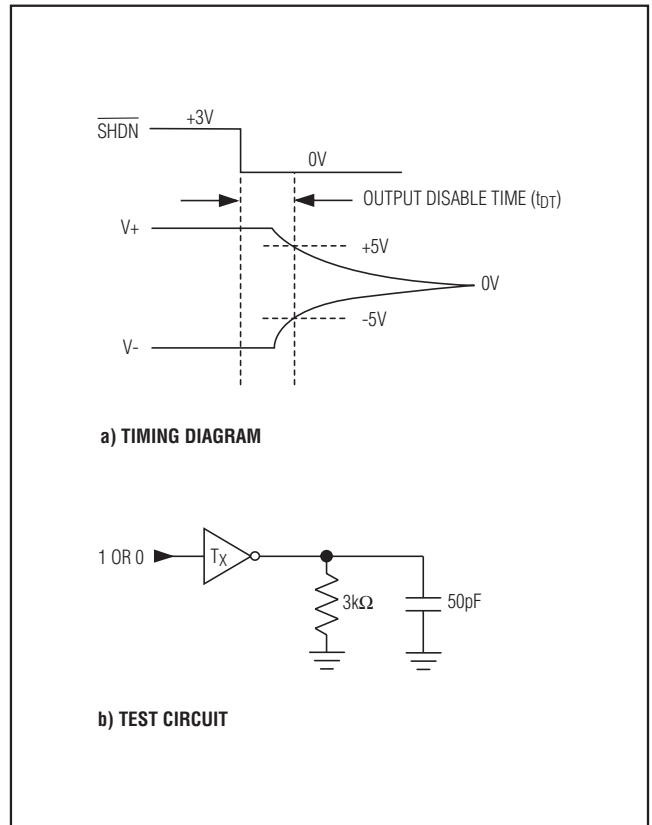 +3V
SHDN
0V
OUTPUT DISABLE TIME (tDT)
V+
+5V
0V
-5V
V-
a) TIMING DIAGRAM
1 OR 0
TX
3kΩ
50pF
b) TEST CIRCUIT